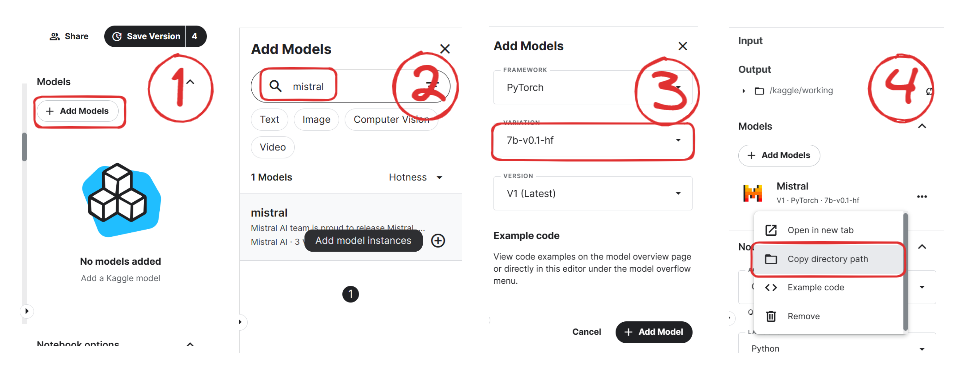 Share
Save Version 4
Models
1
+ Add Models
No models added
Add a Kaggle model
Notebook options
Add Models
mistral
2
Text
Image
Computer Vision
Video
1 Models
Hotness
mistral
Mistral AI team is proud to release Mistral
Mistral AI · 3
Add model instances
1
Add Models
FRAMEWORK
PyTorch
3
VARIATION
7b-v0.1-hf
VERSION
V1 (Latest)
Example code
View code examples on the model overview page
or directly in this editor under the model overflow
menu.
Cancel
+ Add Model
Input
Output
4
/kaggle/working
Models
+ Add Models
Mistral
V1 · PyTorch · 7b-v0.1-hf
Open in new tab
Copy directory path
Example code
Remove
Python